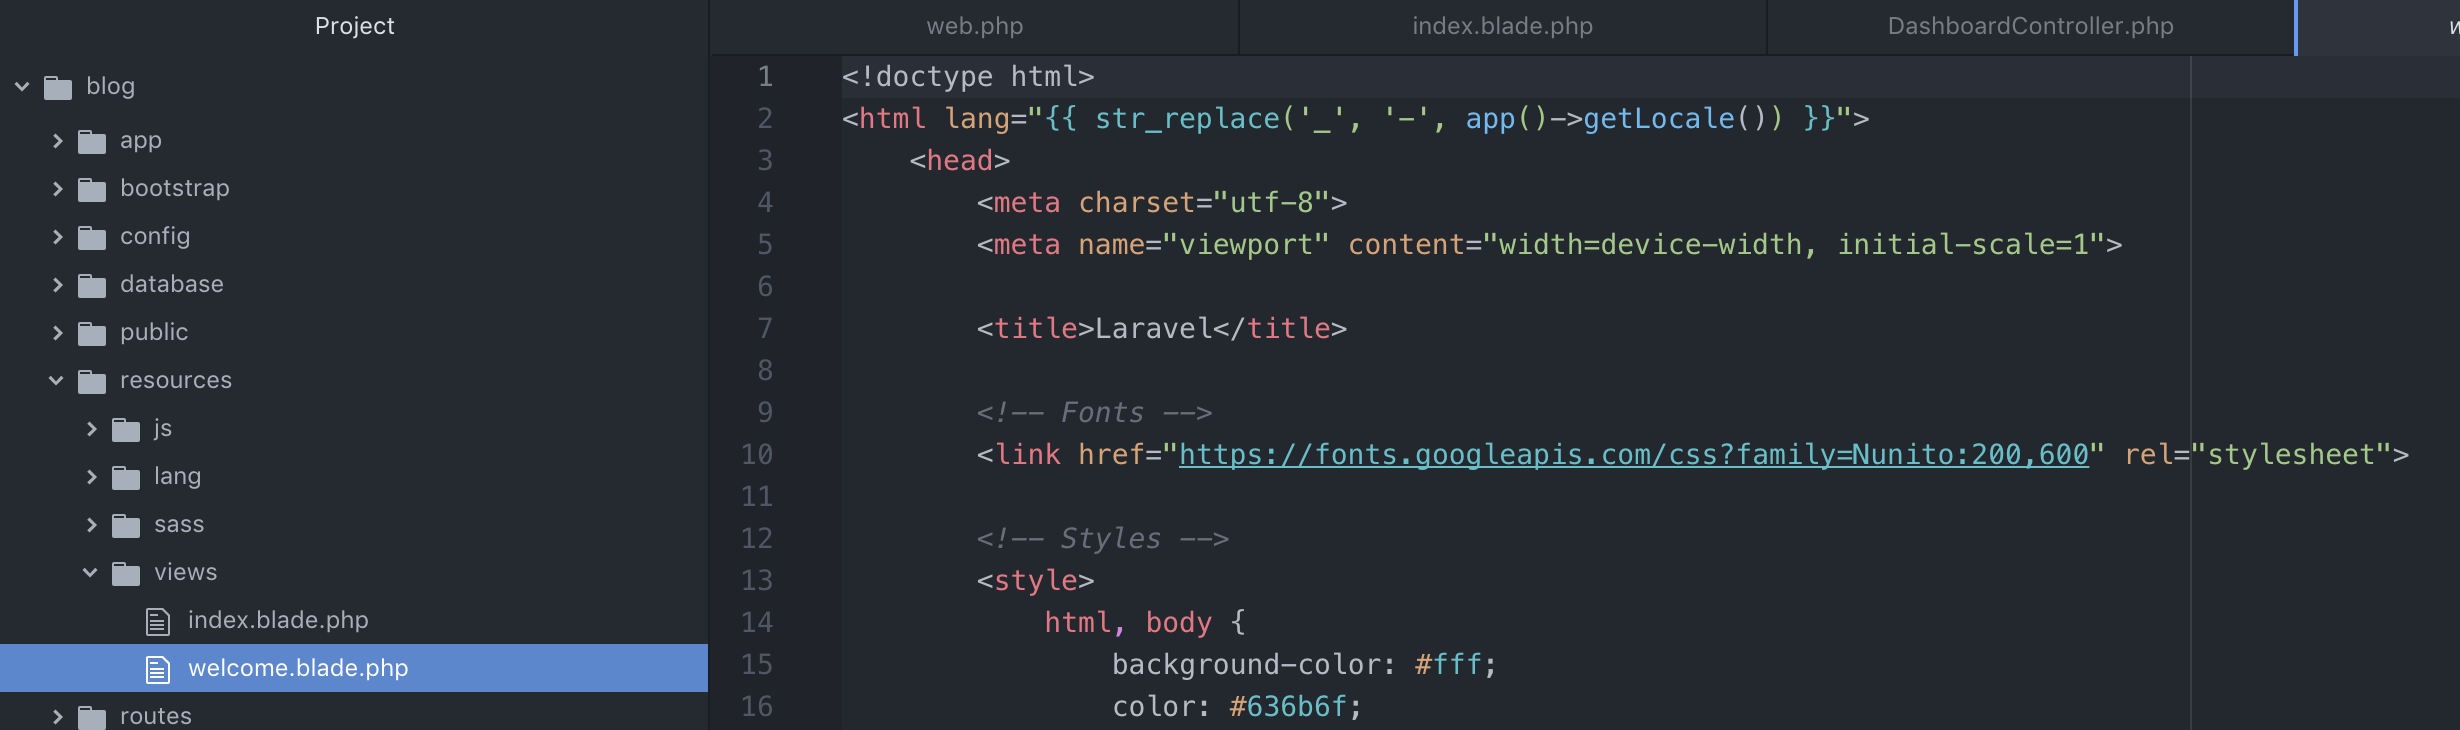 Project
blog
app
bootstrap
config
database
public
resources
js
lang
sass
views
index.blade.php
welcome.blade.php
routes
web.php index.blade.php DashboardController.php
1 <!doctype html>
2 <html lang="{{ str_replace('_', '-', app()->getLocale()) }}">
3 <head>
4 <meta charset="utf-8">
5 <meta name="viewport" content="width=device-width, initial-scale=1">
6
7 <title>Laravel</title>
8
9 <!-- Fonts -->
10 <link href="https://fonts.googleapis.com/css?family=Nunito:200,600" rel="stylesheet">
11
12 <!-- Styles -->
13 <style>
14 html, body {
15 background-color: #fff;
16 color: #636b6f;